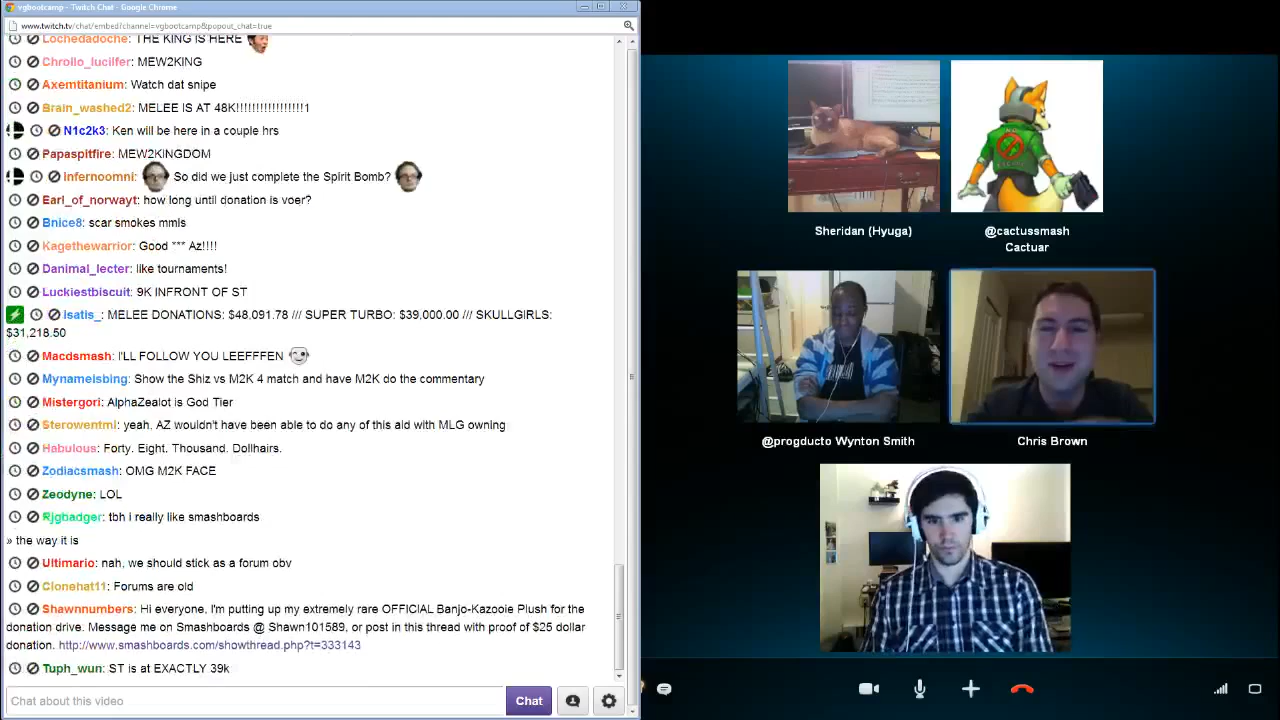 vgbootcamp - Twitch Chat - Google Chrome
www.twitch.tv/chat/embed?channel=vgbootcamp&popout_chat=true
Lochedadoche: THE KING IS HERE
Chroilo_lucilfer: MEW2KING
Axemtitanium: Watch dat snipe
Brain_washed2: MELEE IS AT 48K!!!!!!!!!!!!!!!!!1
N1c2k3: Ken will be here in a couple hrs
Papaspitfire: MEW2KINGDOM
infernoomni: So did we just complete the Spirit Bomb?
Earl_of_norwayt: how long until donation is voer?
Bnice8: scar smokes mmls
Kagethewarrior: Good *** Az!!!!
Danimal_lecter: like tournaments!
Luckiestbiscuit: 9K INFRONT OF ST
isatis_: MELEE DONATIONS: $48,091.78 /// SUPER TURBO: $39,000.00 /// SKULLGIRLS:
$31,218.50
Macdsmash: I'LL FOLLOW YOU LEEFFFEN
Mynameisbing: Show the Shiz vs M2K 4 match and have M2K do the commentary
Mistergori: AlphaZealot is God Tier
Sterowentml: yeah, AZ wouldn't have been able to do any of this aid with MLG owning
Habulous: Forty. Eight. Thousand. Dollhairs.
Zodiacsmash: OMG M2K FACE
Zeodyne: LOL
Rjgbadger: tbh i really like smashboards
» the way it is
Ultimario: nah, we should stick as a forum obv
Clonehat11: Forums are old
Shawnnumbers: Hi everyone, I'm putting up my extremely rare OFFICIAL Banjo-Kazooie Plush for the
donation drive. Message me on Smashboards @ Shawn101589, or post in this thread with proof of $25 dollar
donation. http://www.smashboards.com/showthread.php?t=333143
Tuph_wun: ST is at EXACTLY 39k
Chat about this video
Chat
Sheridan (Hyuga)
@cactussmash
Cactuar
@progducto Wynton Smith
Chris Brown